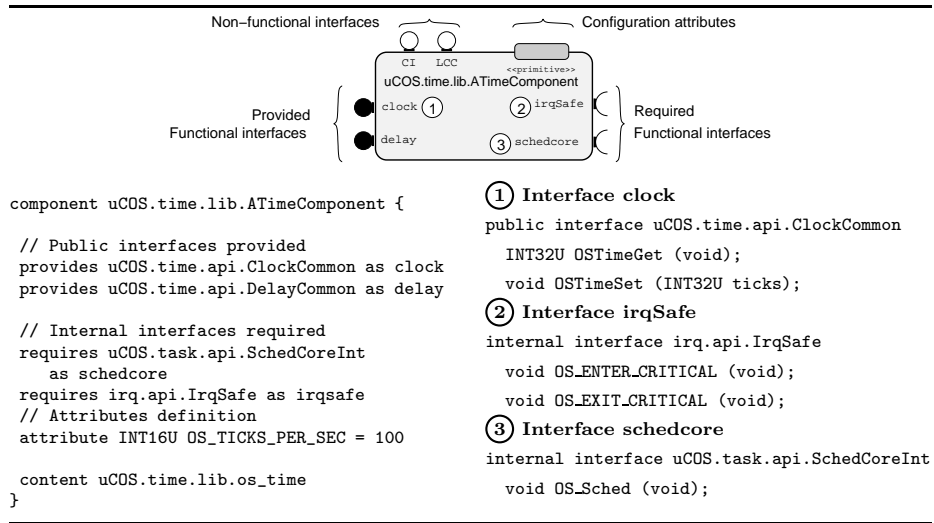 Non−functional interfaces
Configuration attributes
CI LCC
<<primitive>>
uCOS.time.lib.ATimeComponent
clock 1
2 irqSafe
delay
3 schedcore
Provided
Functional interfaces
Required
Functional interfaces
component uCOS.time.lib.ATimeComponent {
// Public interfaces provided
provides uCOS.time.api.ClockCommon as clock
provides uCOS.time.api.DelayCommon as delay
// Internal interfaces required
requires uCOS.task.api.SchedCoreInt
as schedcore
requires irq.api.IrqSafe as irqsafe
// Attributes definition
attribute INT16U OS_TICKS_PER_SEC = 100
content uCOS.time.lib.os_time
}
1 Interface clock
public interface uCOS.time.api.ClockCommon
INT32U OSTimeGet (void);
void OSTimeSet (INT32U ticks);
2 Interface irqSafe
internal interface irq.api.IrqSafe
void OS_ENTER_CRITICAL (void);
void OS_EXIT_CRITICAL (void);
3 Interface schedcore
internal interface uCOS.task.api.SchedCoreInt
void OS_Sched (void);